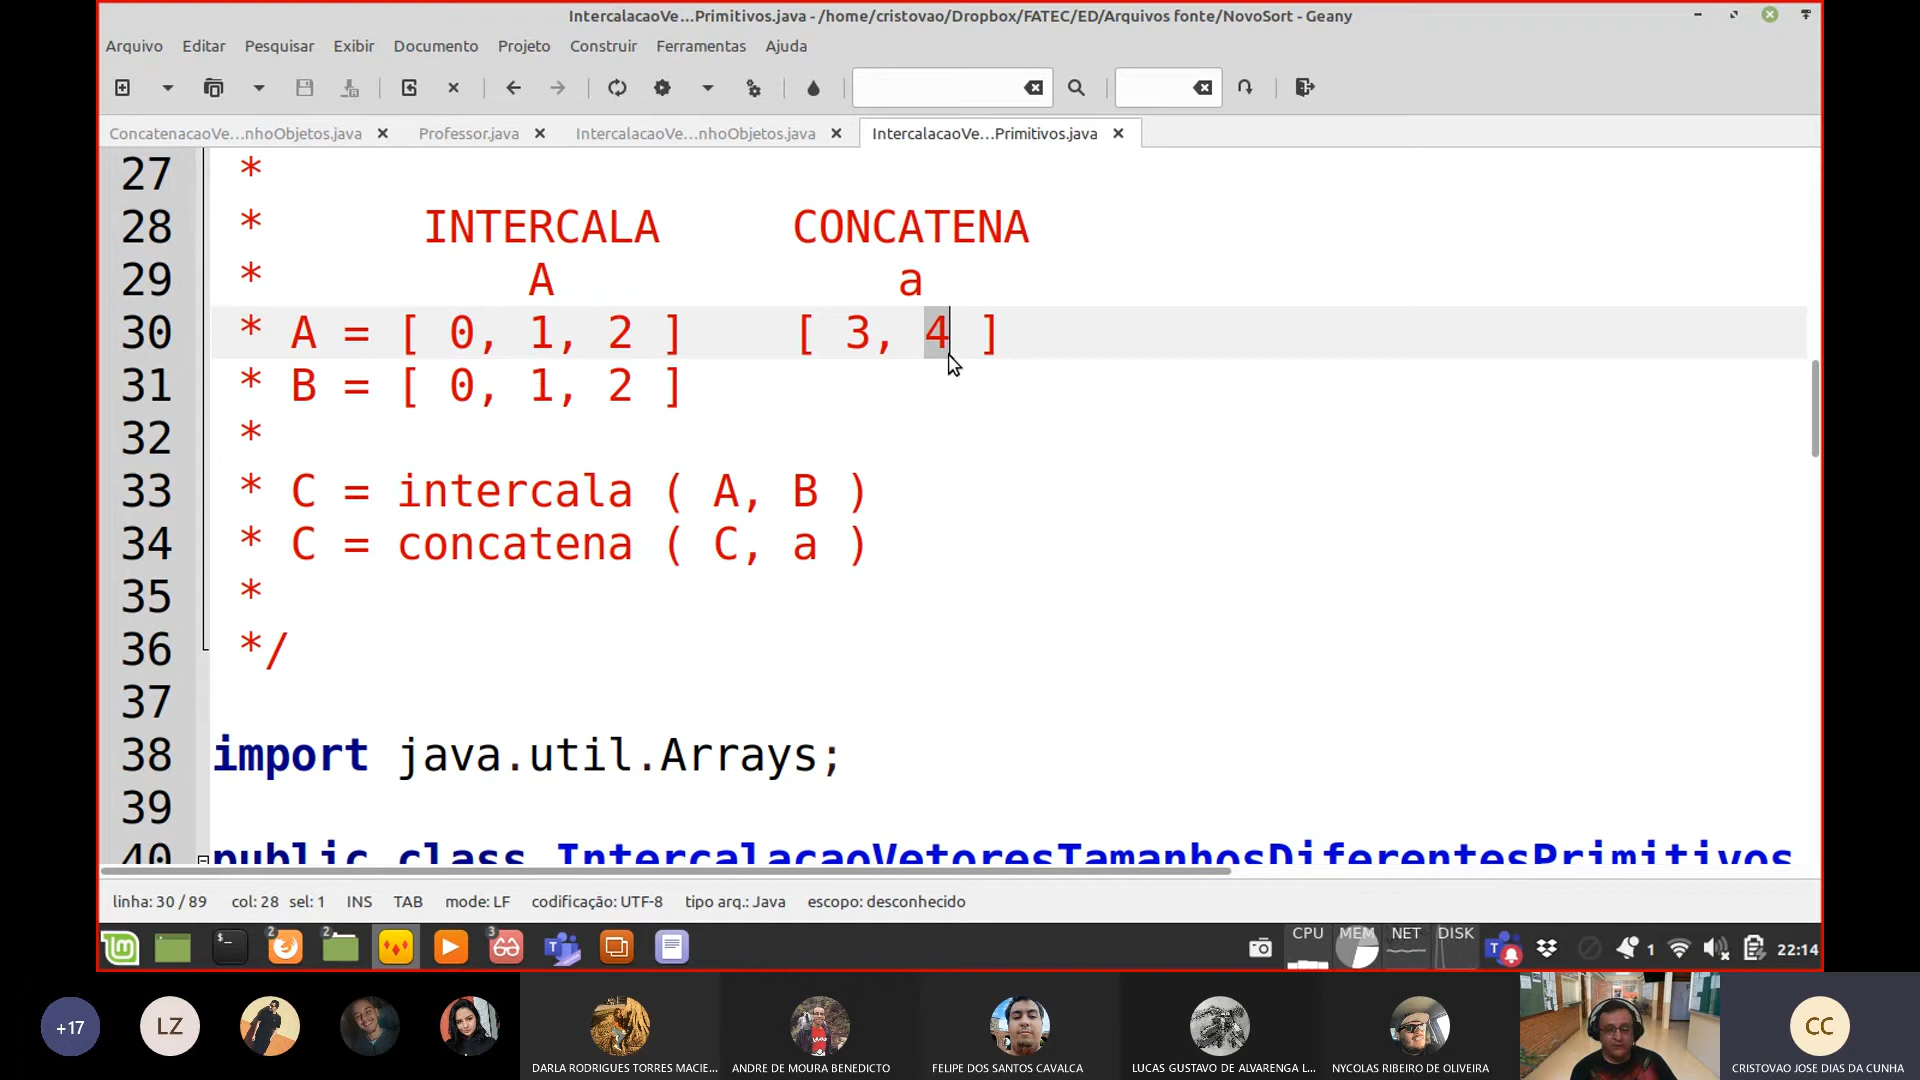 IntercalacaoVe...Primitivos.java - /home/cristovao/Dropbox/FATEC/ED/Arquivos fonte/NovoSort - Geany
Arquivo Editar Pesquisar Exibir Documento Projeto Construir Ferramentas Ajuda
ConcatenacaoVe...nhoObjetos.java Professor.java IntercalacaoVe...nhoObjetos.java IntercalacaoVe...Primitivos.java
27 *
28 * INTERCALA CONCATENA
29 * A a
30 * A = [ 0, 1, 2 ] [ 3, 4 ]
31 * B = [ 0, 1, 2 ]
32 *
33 * C = intercala ( A, B )
34 * C = concatena ( C, a )
35 *
36 */
37
38 import java.util.Arrays;
39
40 public class IntercalacaoVetoresTamanhosDiferentesPrimitivos
linha: 30 / 89 col: 28 sel: 1 INS TAB mode: LF codificação: UTF-8 tipo arq.: Java escopo: desconhecido
2 2 3 CPU MEM NET DISK 1 22:14
+17 LZ CC
DARLA RODRIGUES TORRES MACIE... ANDRE DE MOURA BENEDICTO FELIPE DOS SANTOS CAVALCA LUCAS GUSTAVO DE ALVARENGA L... NYCOLAS RIBEIRO DE OLIVEIRA CRISTOVAO JOSE DIAS DA CUNHA